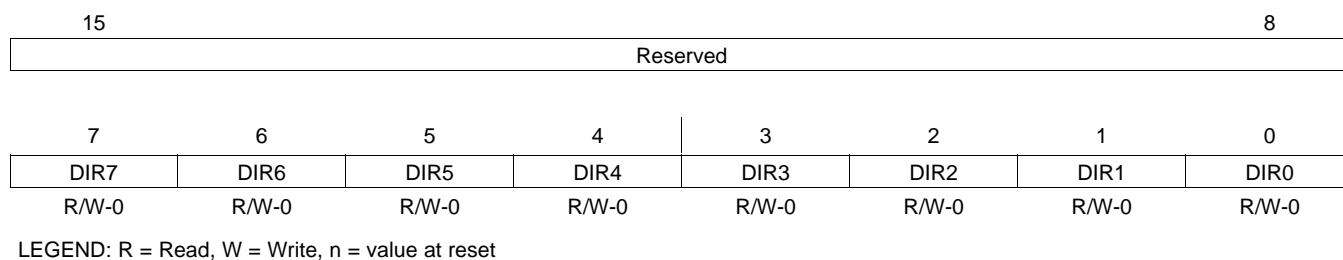 15 8
Reserved
7 6 5 4 3 2 1 0
DIR7 DIR6 DIR5 DIR4 DIR3 DIR2 DIR1 DIR0
R/W-0 R/W-0 R/W-0 R/W-0 R/W-0 R/W-0 R/W-0 R/W-0
LEGEND: R = Read, W = Write, n = value at reset